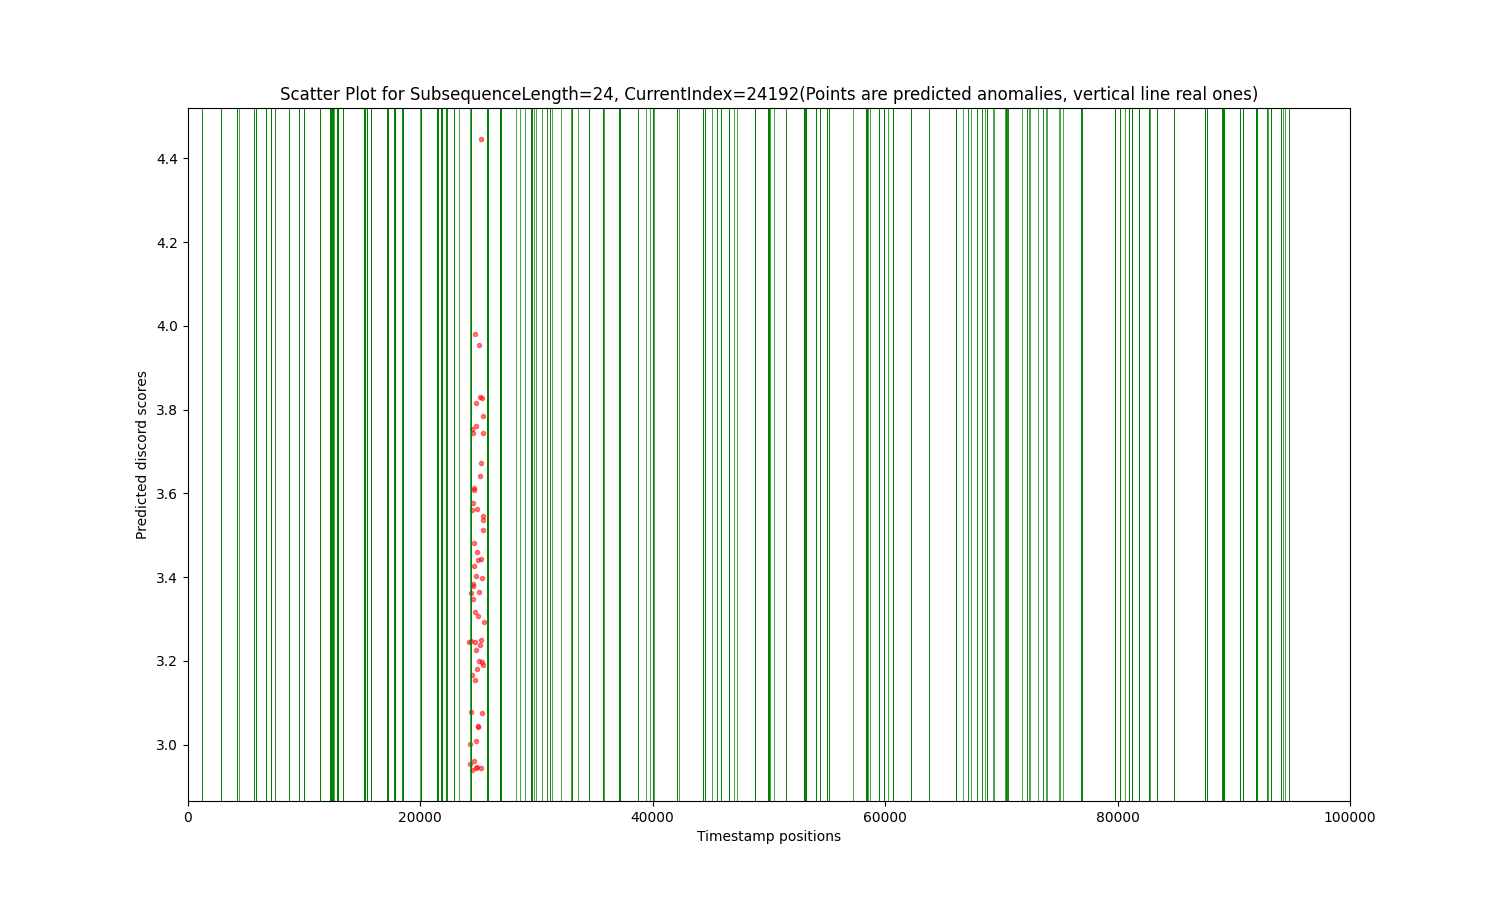 Scatter Plot for SubsequenceLength=24, CurrentIndex=24192(Points are predicted anomalies, vertical line real ones)
4.4
4.2
4.0
3.8
3.6
3.4
3.2
3.0
Predicted discord scores
0 20000 40000 60000 80000 100000
Timestamp positions